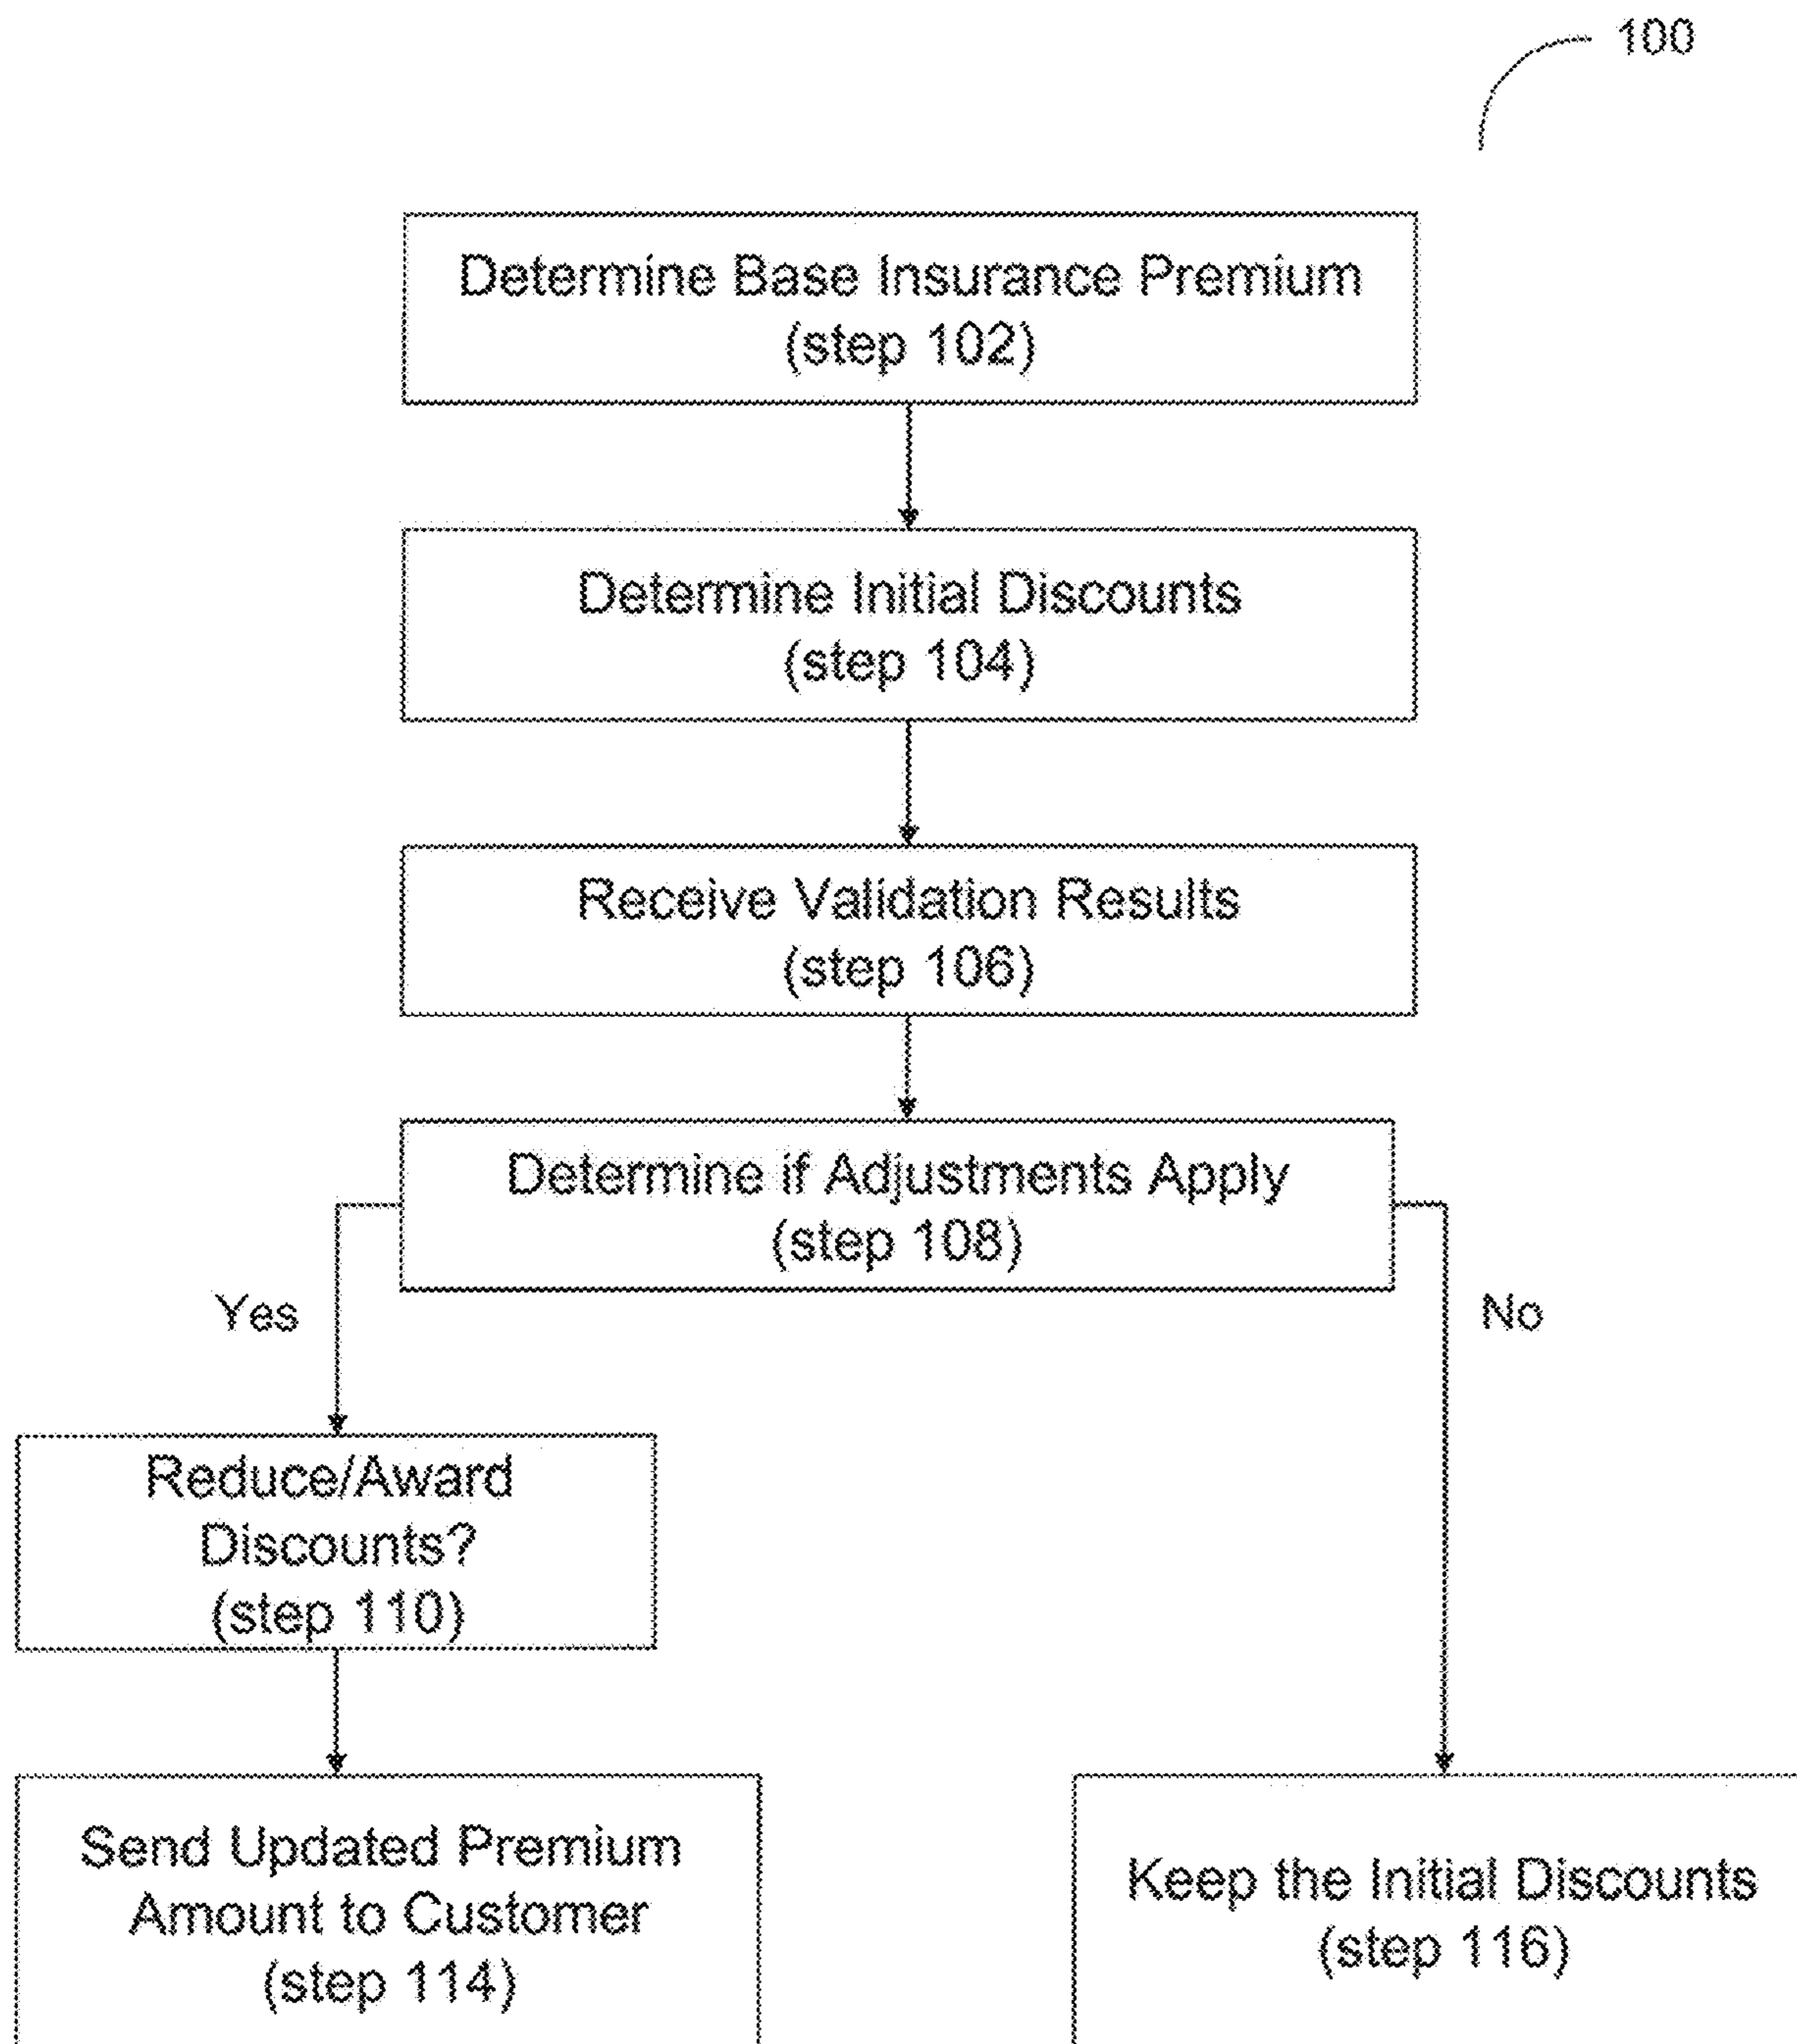 100
Determine Base Insurance Premium
(step 102)
Determine Initial Discounts
(step 104)
Receive Validation Results
(step 106)
Determine if Adjustments Apply
(step 108)
Yes
No
Reduce/Award
Discounts?
(step 110)
Send Updated Premium
Amount to Customer
(step 114)
Keep the Initial Discounts
(step 116)